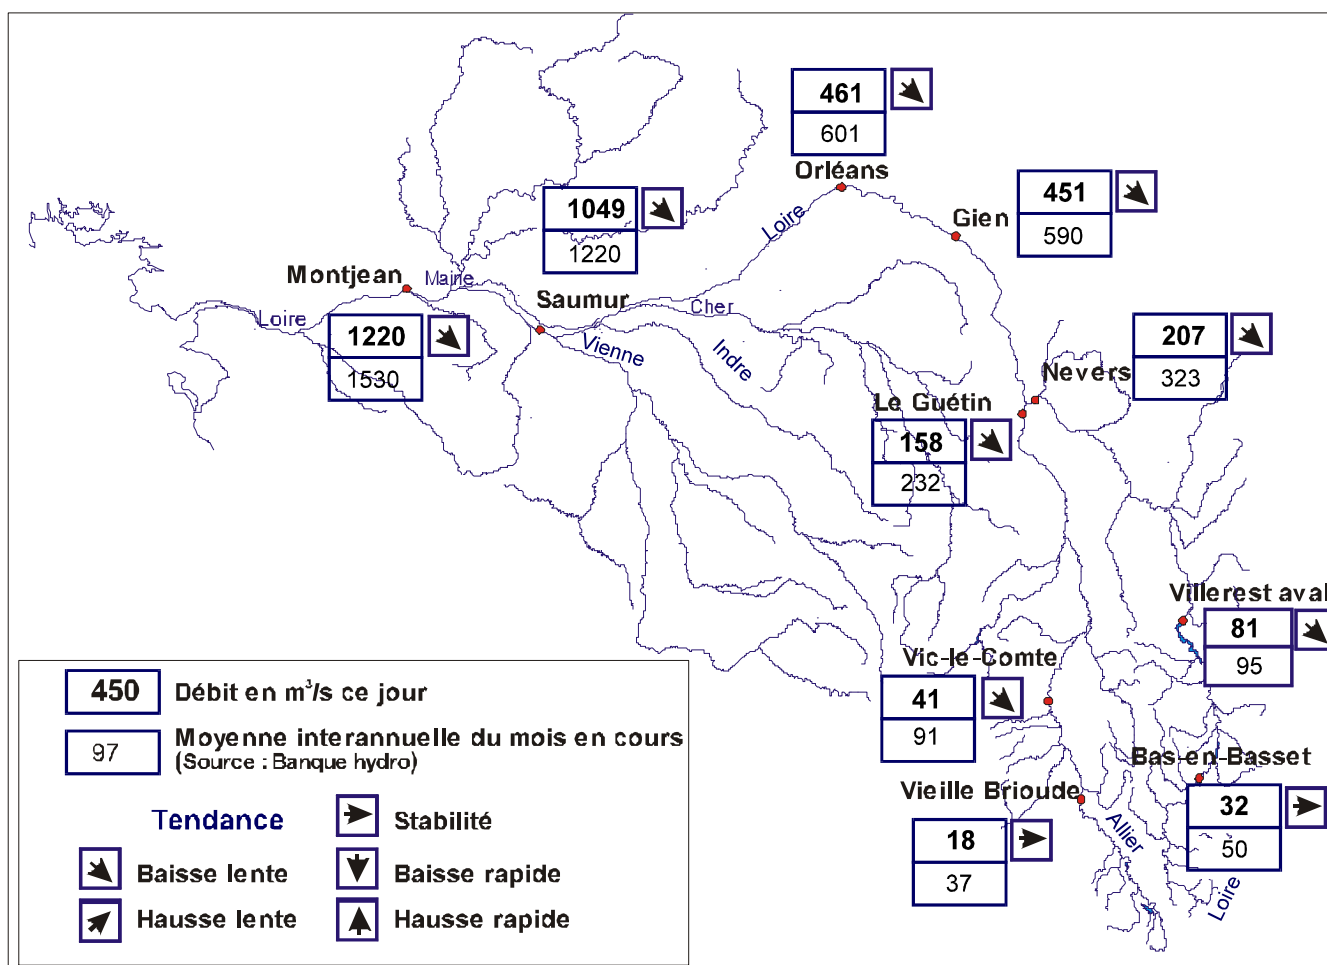 461
601
Orléans
Loire
451
590
Gien
1049
1220
Montjean
Maine
Saumur
Cher
Loire
1220
1530
Vienne
Indre
207
323
Nevers
Le Guétin
158
232
Villerest aval
81
95
Vic-le-Comte
41
91
Bas-en-Basset
32
50
Vieille Brioude
18
37
Allier
Loire
450 Débit en m³/s ce jour
97 Moyenne interannuelle du mois en cours
(Source : Banque hydro)
Tendance
Stabilité
Baisse lente
Baisse rapide
Hausse lente
Hausse rapide